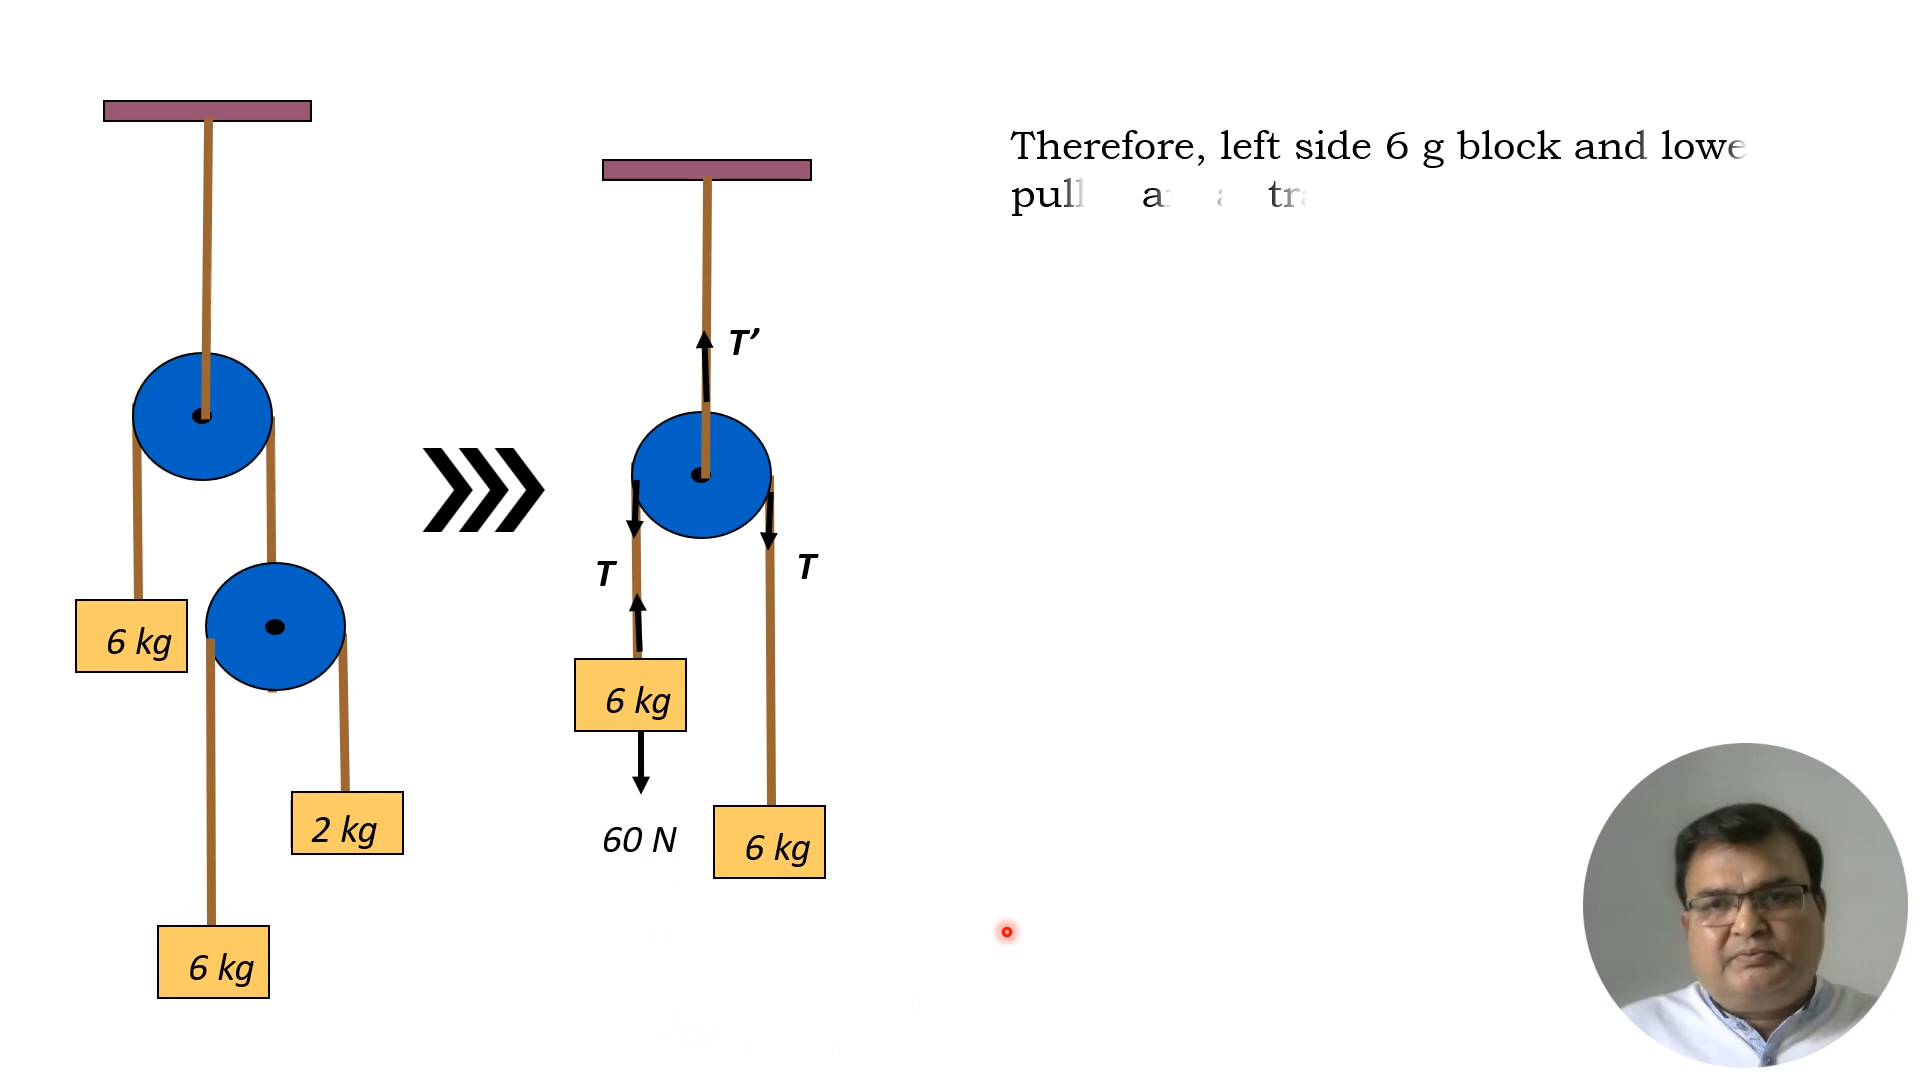 Therefore, left side 6 g block and lowe
pull
T’
T
T
6 kg
6 kg
2 kg
60 N
6 kg
6 kg